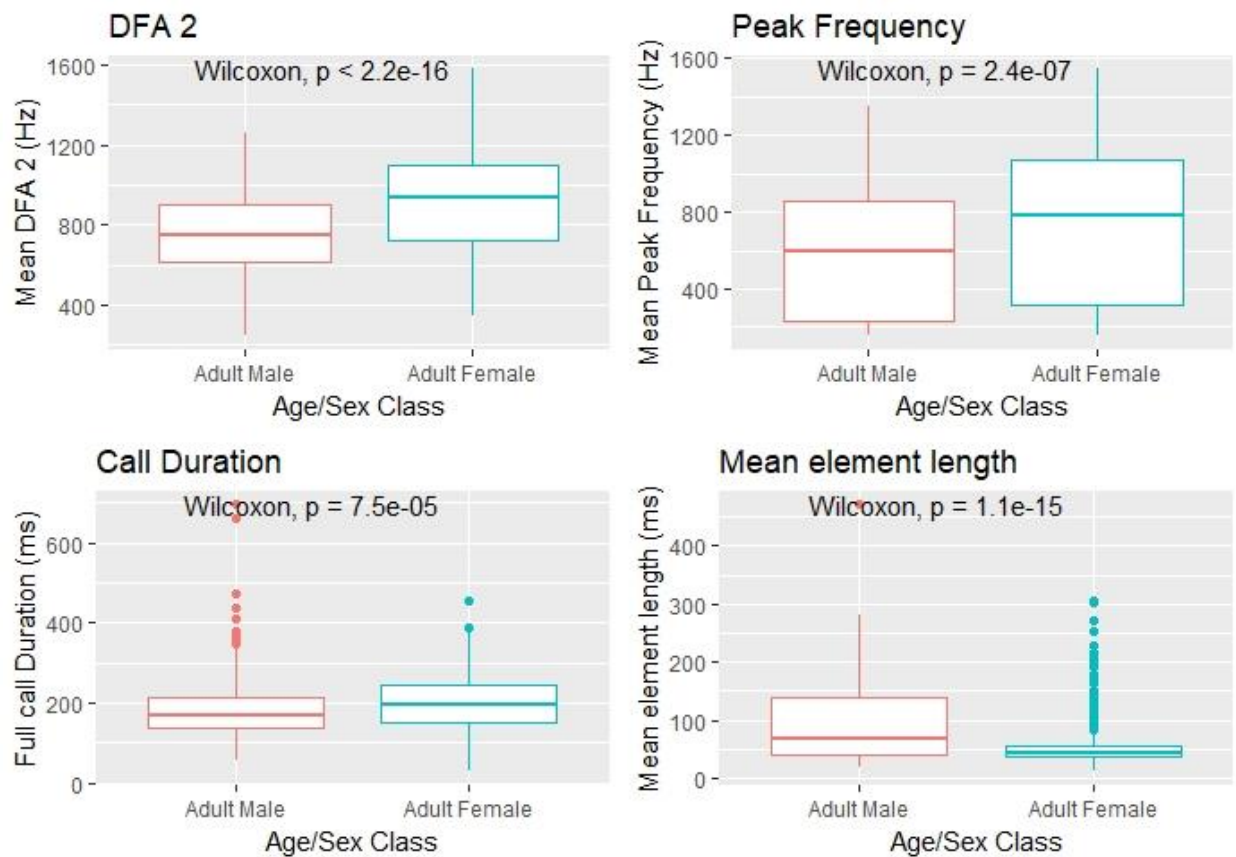 DFA 2
Wilcoxon, p < 2.2e-16
Mean DFA 2 (Hz)
1600
1200
800
400
Adult Male Adult Female
Age/Sex Class
Peak Frequency
Wilcoxon, p = 2.4e-07
Mean Peak Frequency (Hz)
1600
1200
800
400
Adult Male Adult Female
Age/Sex Class
Call Duration
Wilcoxon, p = 7.5e-05
Full call Duration (ms)
600
400
200
0
Adult Male Adult Female
Age/Sex Class
Mean element length
Wilcoxon, p = 1.1e-15
Mean element length (ms)
400
300
200
100
0
Adult Male Adult Female
Age/Sex Class